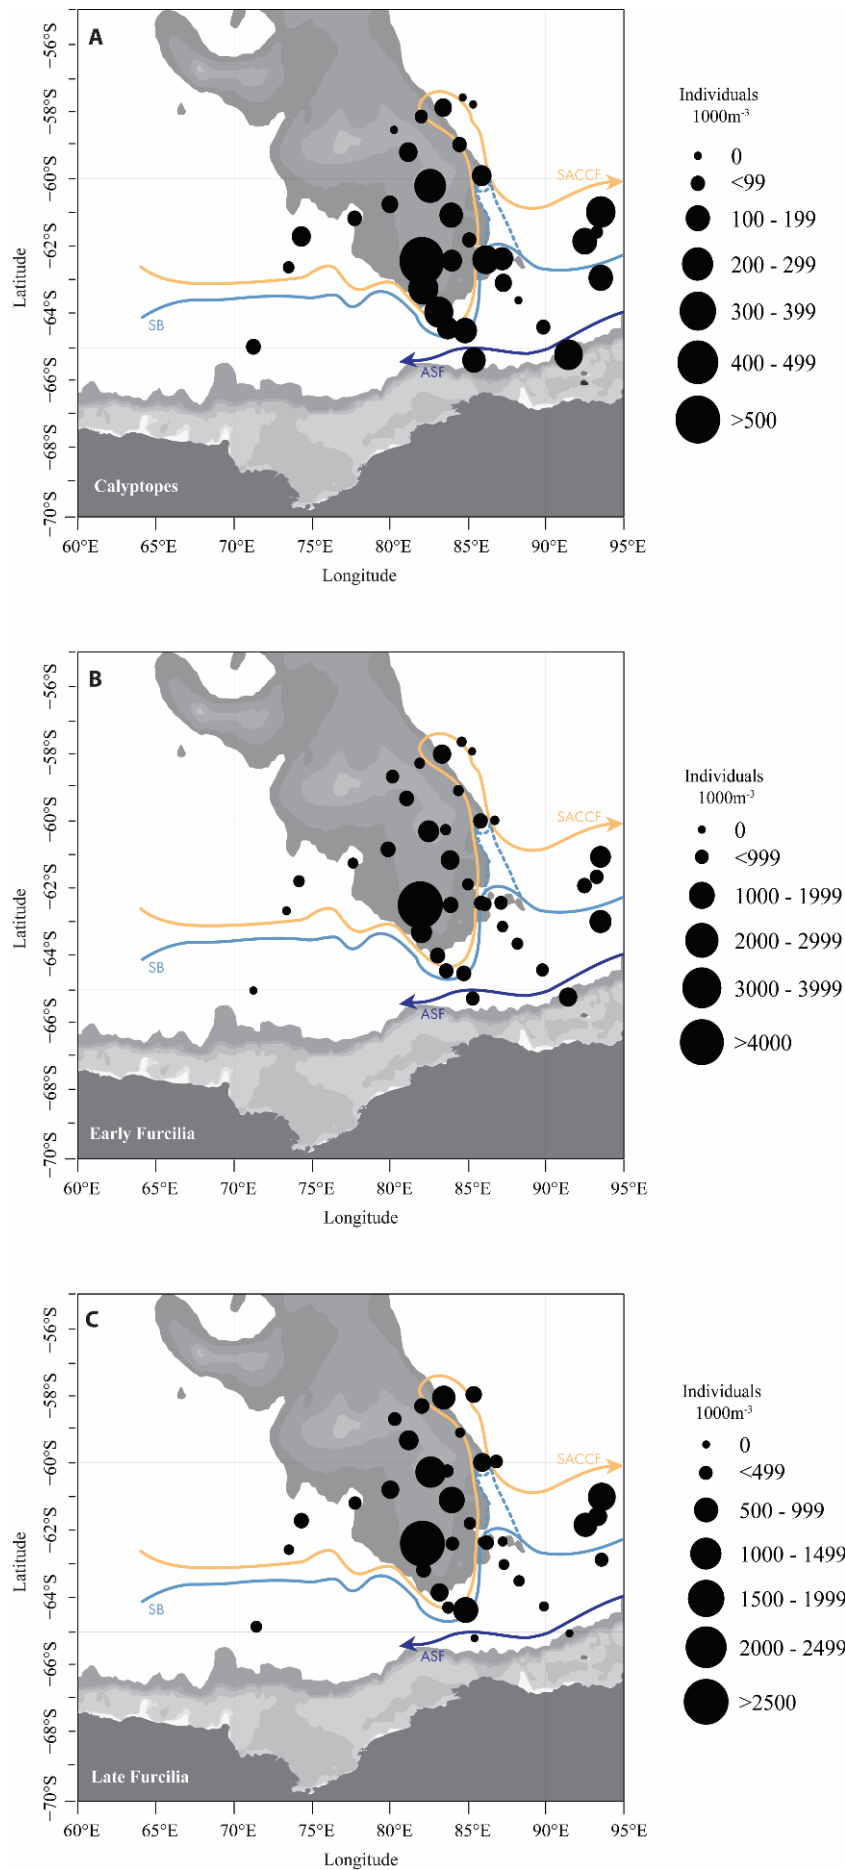 A
−56°S
−58°S
−60°S
−62°S
−64°S
−66°S
−68°S
−70°S
Latitude
SACCF
SB
ASF
Calyptopes
60°E 65°E 70°E 75°E 80°E 85°E 90°E 95°E
Longitude
Individuals
1000m⁻³
0
<99
100 - 199
200 - 299
300 - 399
400 - 499
>500
B
−56°S
−58°S
−60°S
−62°S
−64°S
−66°S
−68°S
−70°S
Latitude
SACCF
SB
ASF
Early Furcilia
60°E 65°E 70°E 75°E 80°E 85°E 90°E 95°E
Longitude
Individuals
1000m⁻³
0
<999
1000 - 1999
2000 - 2999
3000 - 3999
>4000
C
−56°S
−58°S
−60°S
−62°S
−64°S
−66°S
−68°S
−70°S
Latitude
SACCF
SB
ASF
Late Furcilia
60°E 65°E 70°E 75°E 80°E 85°E 90°E 95°E
Longitude
Individuals
1000m⁻³
0
<499
500 - 999
1000 - 1499
1500 - 1999
2000 - 2499
>2500